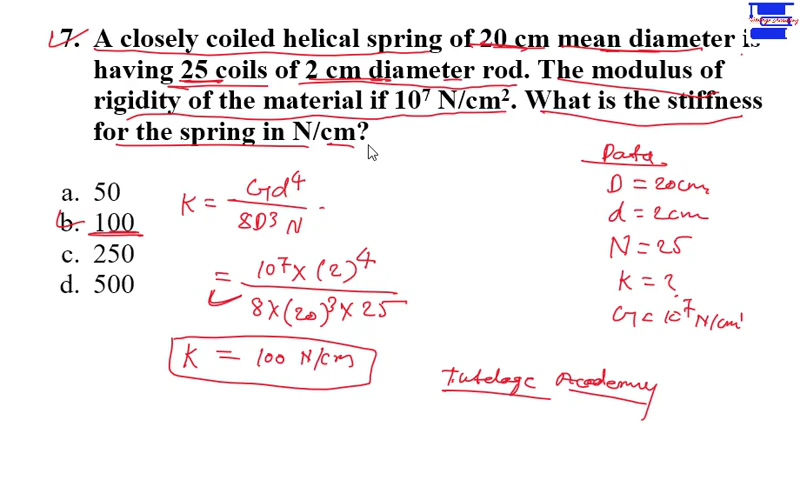 17. A closely coiled helical spring of 20 cm mean diameter is
having 25 coils of 2 cm diameter rod. The modulus of
rigidity of the material if 10⁷ N/cm². What is the stiffness
for the spring in N/cm?
a. 50
b. 100
c. 250
d. 500
K = Gd⁴ / 8D³N
= 10⁷ × (2)⁴ / 8 × (20)³ × 25
K = 100 N/cm
Data
D = 20cm
d = 2cm
N = 25
K = ?
G = 10⁷ N/cm²
Tutelage Academy